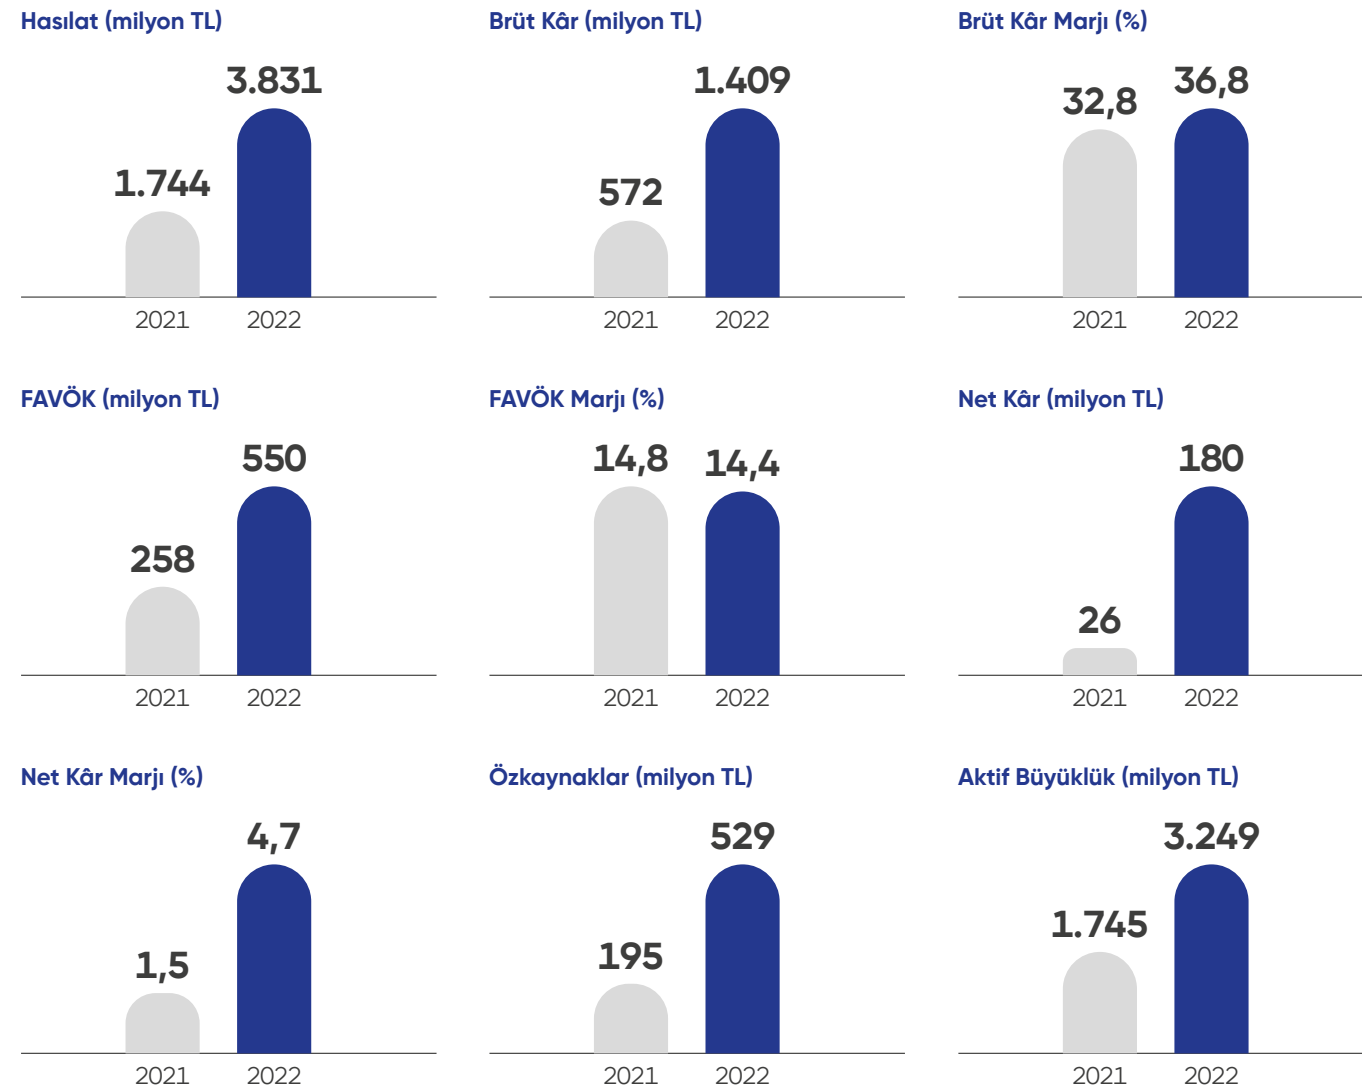 Hasılat (milyon TL)
3.831
1.744
2021 2022
Brüt Kâr (milyon TL)
1.409
572
2021 2022
Brüt Kâr Marjı (%)
36,8
32,8
2021 2022
FAVÖK (milyon TL)
550
258
2021 2022
FAVÖK Marjı (%)
14,8 14,4
2021 2022
Net Kâr (milyon TL)
180
26
2021 2022
Net Kâr Marjı (%)
4,7
1,5
2021 2022
Özkaynaklar (milyon TL)
529
195
2021 2022
Aktif Büyüklük (milyon TL)
3.249
1.745
2021 2022